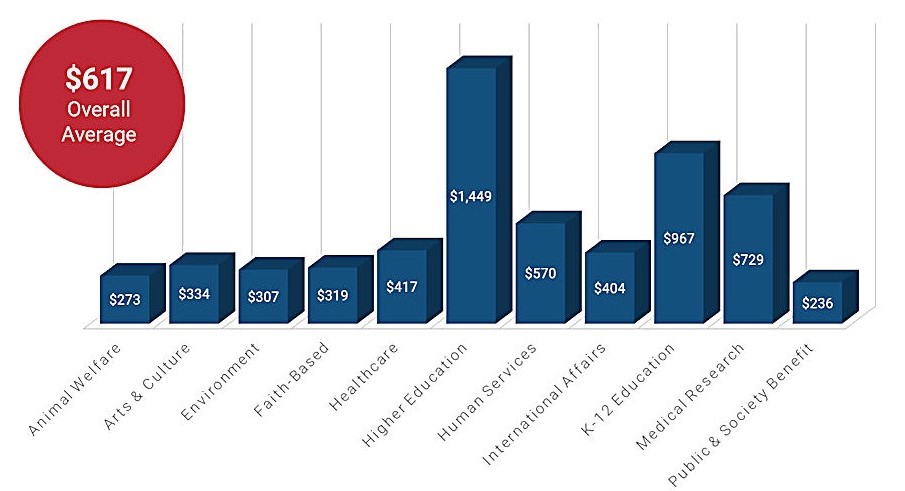 $617
Overall
Average
$273
$334
$307
$319
$417
$1,449
$570
$404
$967
$729
$236
Animal Welfare
Arts & Culture
Environment
Faith-Based
Healthcare
Higher Education
Human Services
International Affairs
K-12 Education
Medical Research
Public & Society Benefit